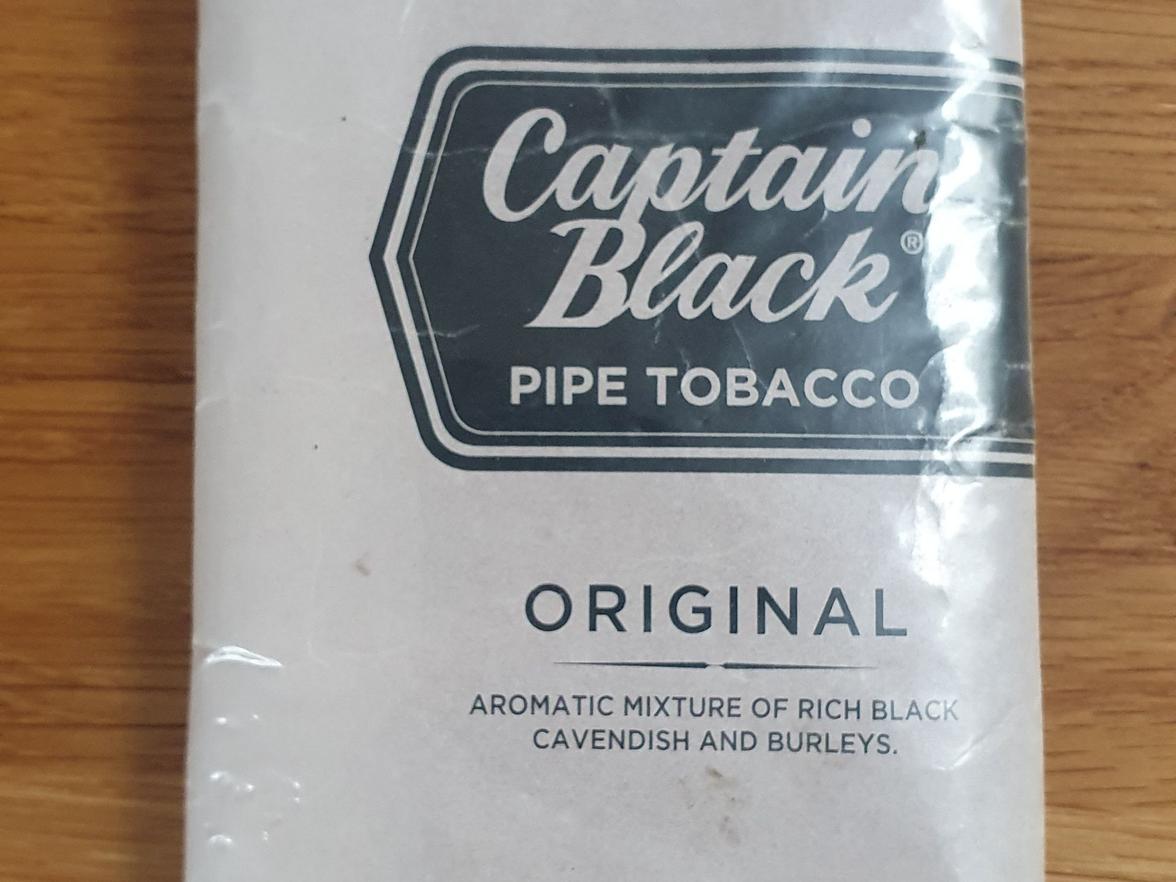 Captain
Black®
PIPE TOBACCO
ORIGINAL
AROMATIC MIXTURE OF RICH BLACK
CAVENDISH AND BURLEYS.